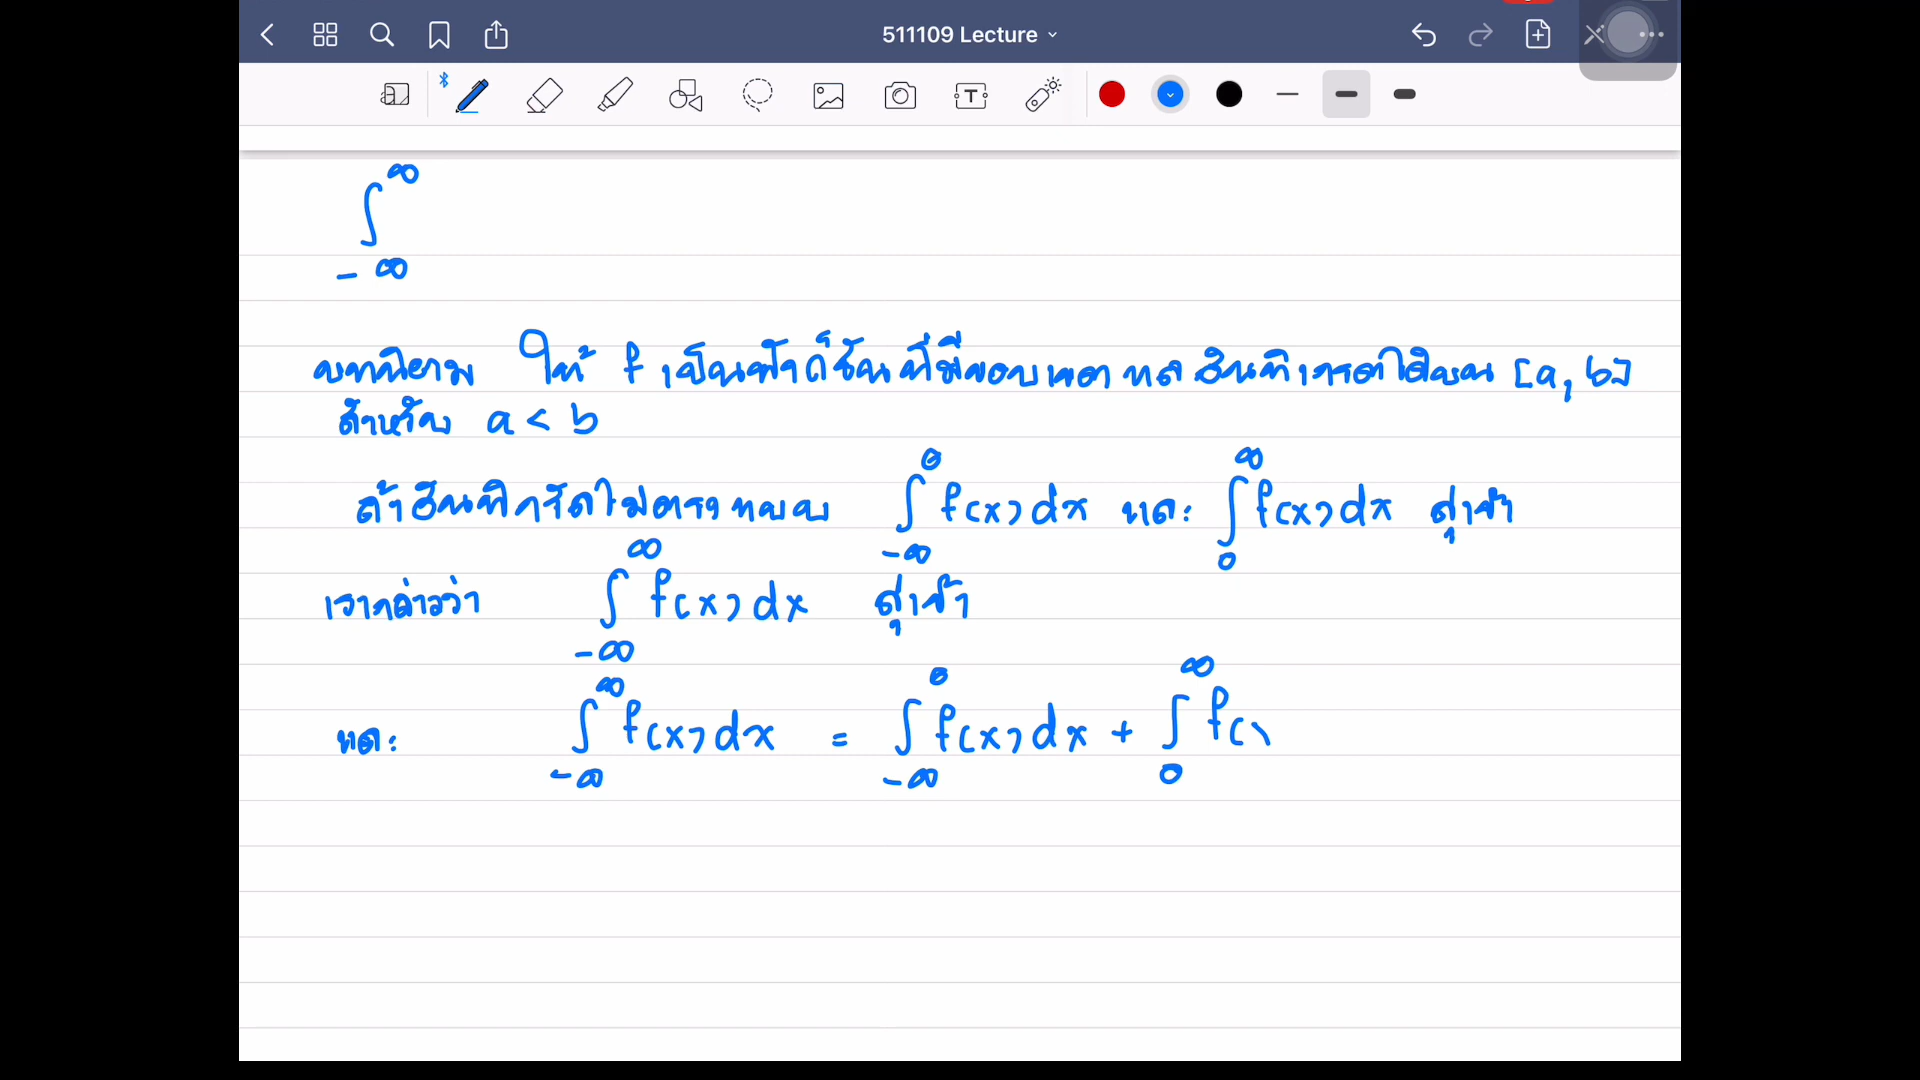 511109 Lecture
∫_{-∞}^{∞}
บทนิยาม ให้ f เป็นฟังก์ชันที่มีขอบเขต และอินทิเกรตได้บน [a, b]
สำหรับ a < b
ถ้าอินทิกรัลไม่ตรงแบบ ∫_{-∞}^{0} f(x) dx และ ∫_{0}^{∞} f(x) dx ลู่เข้า
เรากล่าวว่า ∫_{-∞}^{∞} f(x) dx ลู่เข้า
และ ∫_{-∞}^{∞} f(x) dx = ∫_{-∞}^{0} f(x) dx + ∫_{0}^{∞} f(